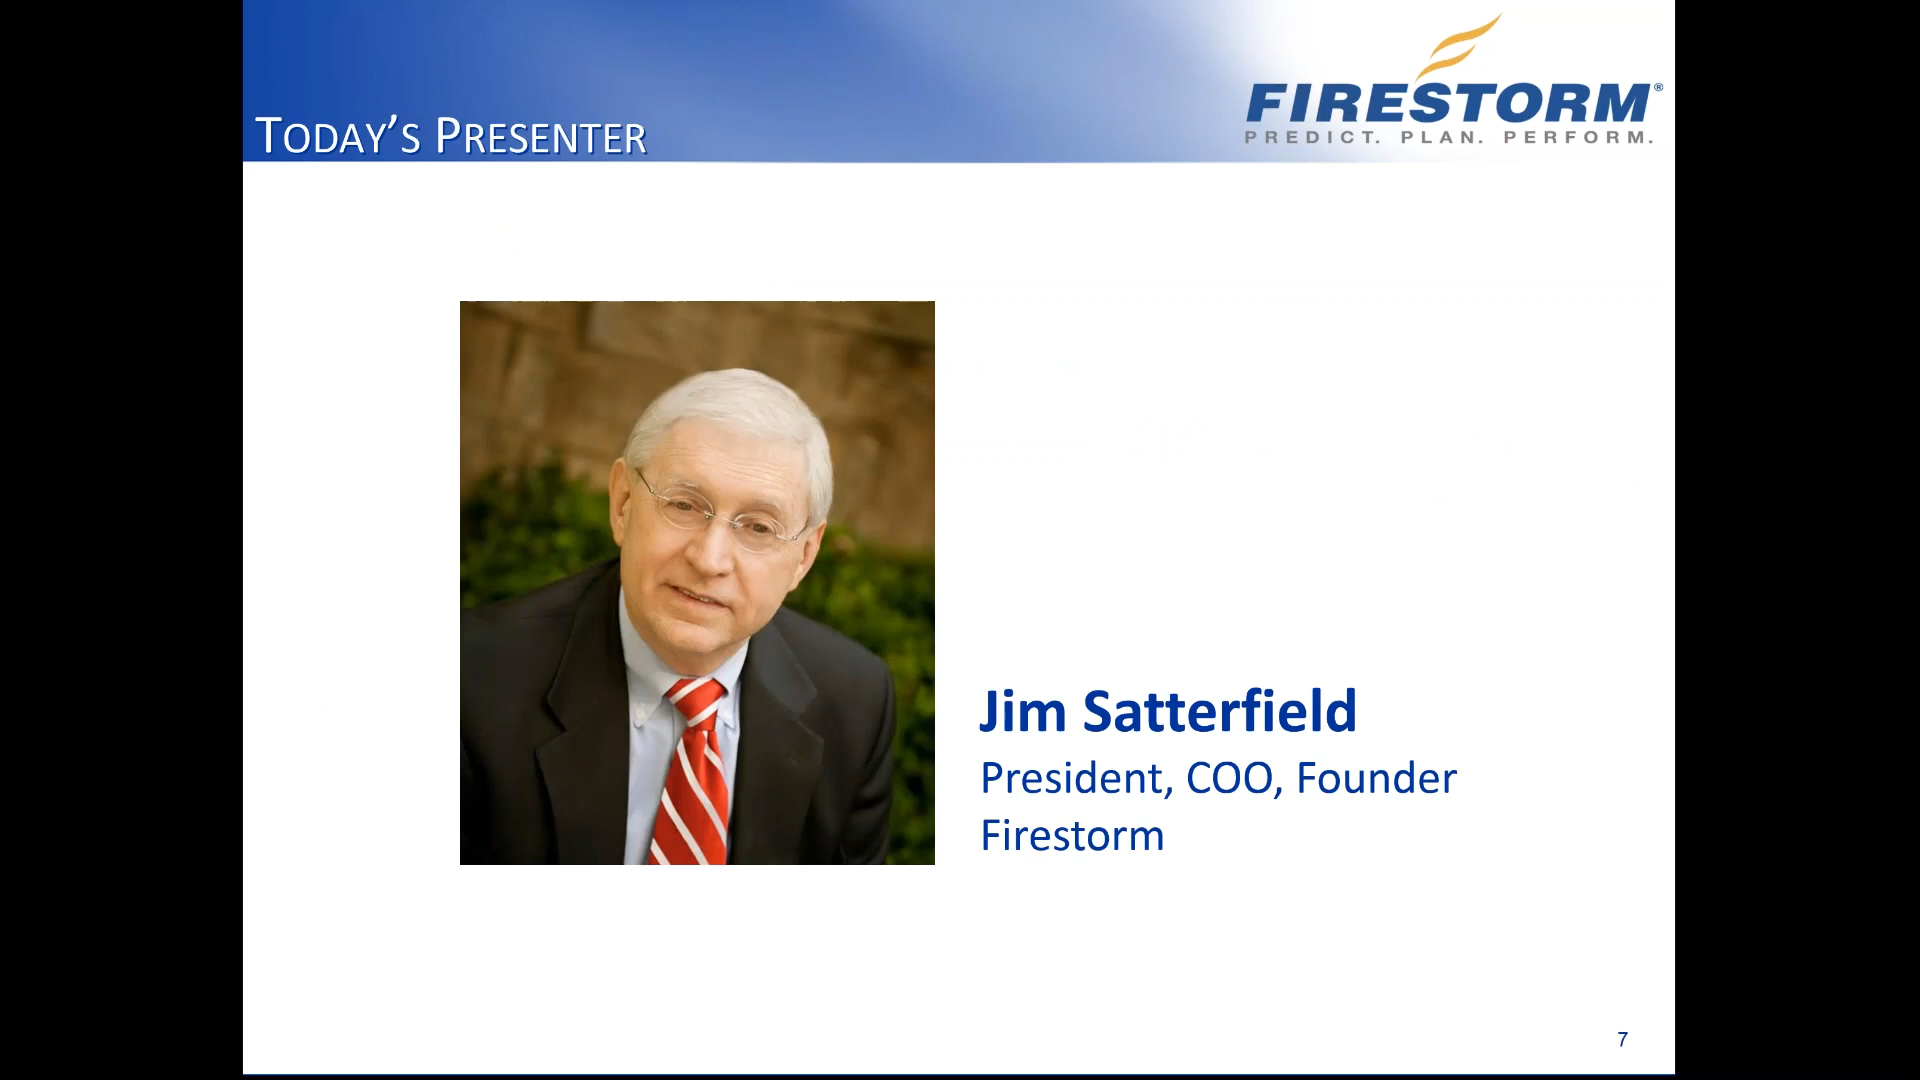 Today's Presenter
FIRESTORM®
PREDICT. PLAN. PERFORM.
Jim Satterfield
President, COO, Founder
Firestorm
7